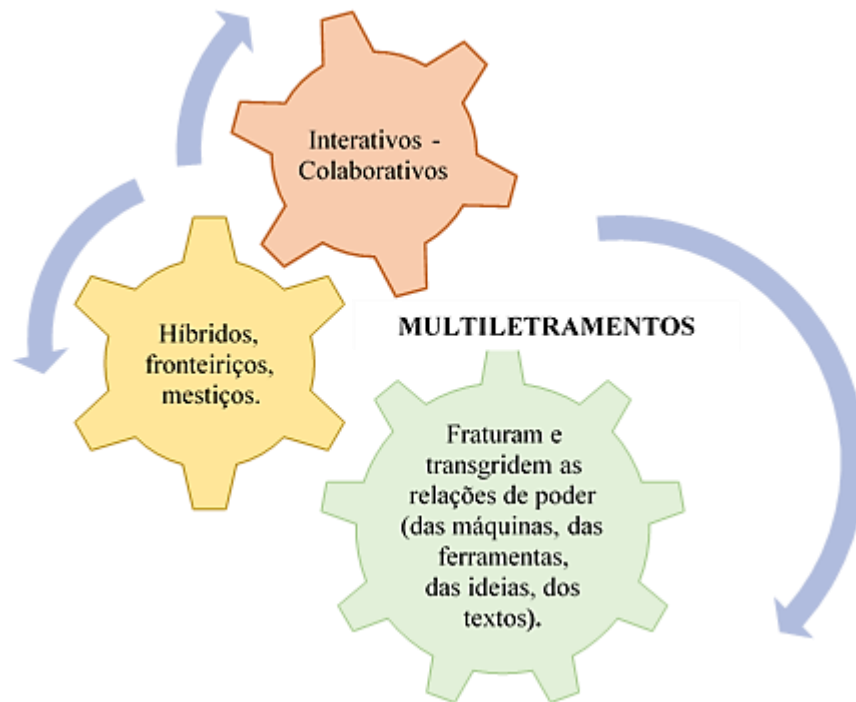 Interativos -
Colaborativos
Híbridos,
fronteiriços,
mestiços.
MULTILETRAMENTOS
Fraturam e
transgridem as
relações de poder
(das máquinas, das
ferramentas,
das ideias, dos
textos).